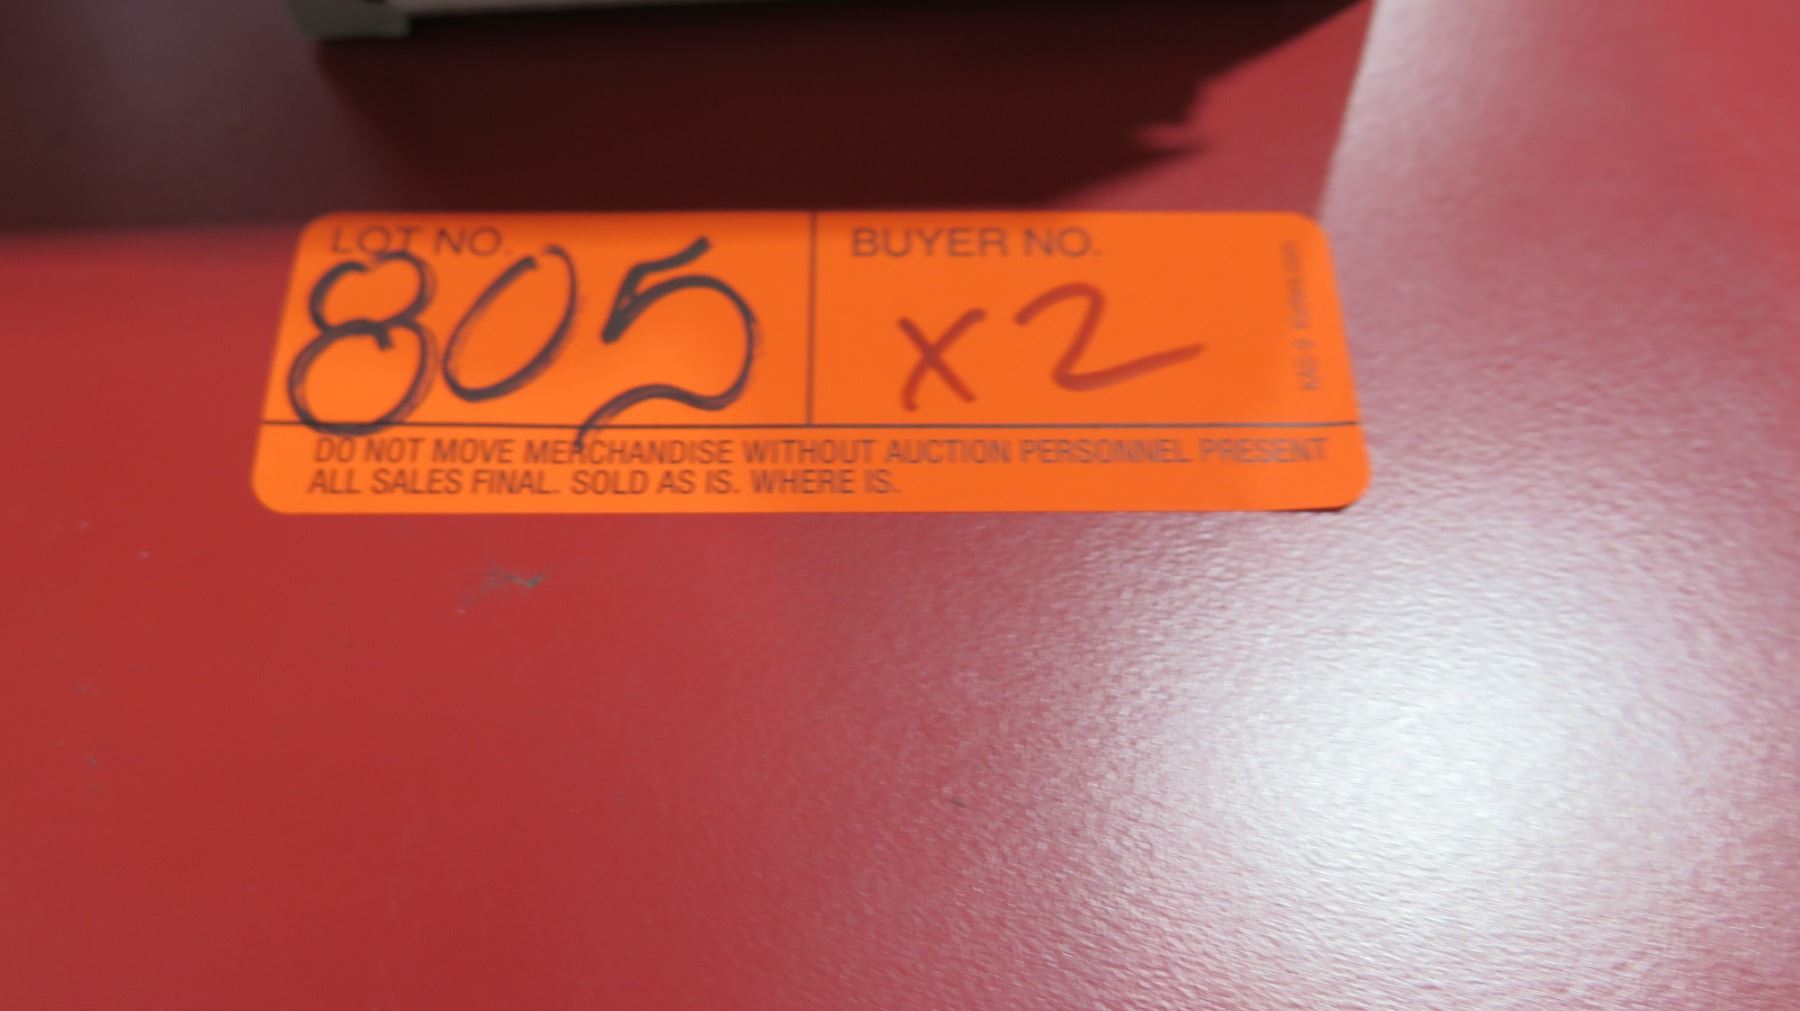 LOT NO. BUYER NO.
805 x2
DO NOT MOVE MERCHANDISE WITHOUT AUCTION PERSONNEL PRESENT
ALL SALES FINAL. SOLD AS IS. WHERE IS.